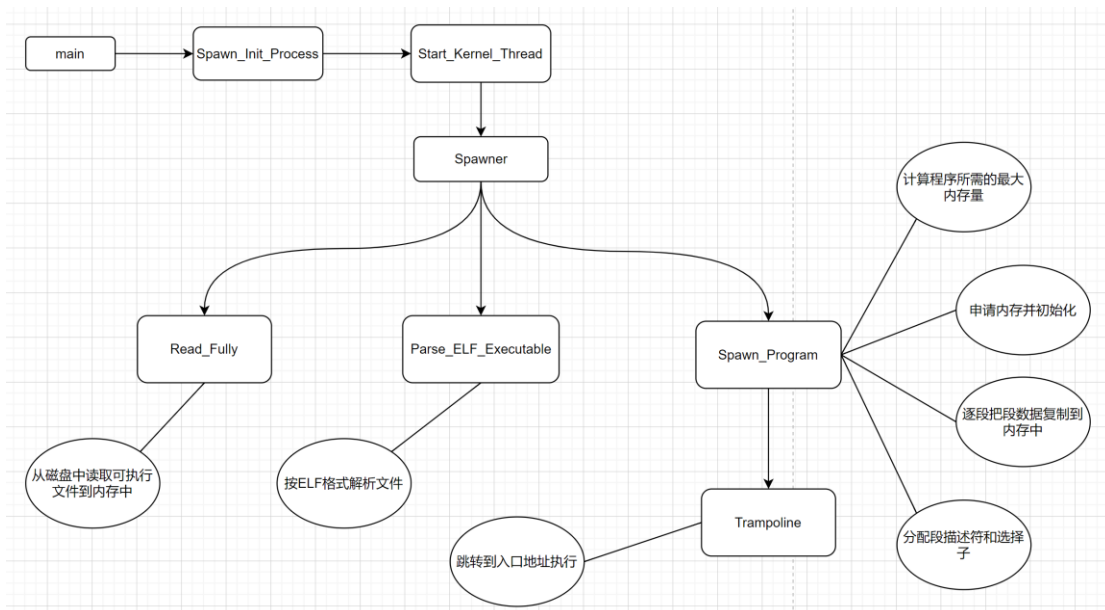 main
Spawn_Init_Process
Start_Kernel_Thread
Spawner
计算程序所需的最大
内存量
申请内存并初始化
Read_Fully
Parse_ELF_Executable
Spawn_Program
逐段把段数据复制到
内存中
从磁盘中读取可执行
文件到内存中
按ELF格式解析文件
Trampoline
分配段描述符和选择
子
跳转到入口地址执行